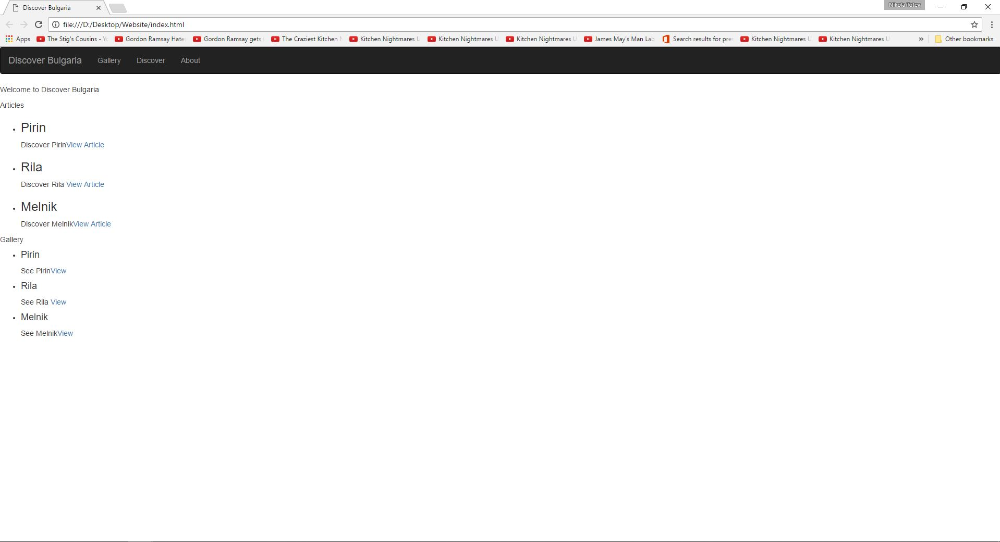 Discover Bulgaria
Nikola Totev
file:///D:/Desktop/Website/index.html
Apps The Stig's Cousins - Gordon Ramsay Hate Gordon Ramsay gets The Craziest Kitchen Kitchen Nightmares U Kitchen Nightmares U Kitchen Nightmares U James May's Man Lab Search results for pre Kitchen Nightmares U Kitchen Nightmares U » Other bookmarks
Discover Bulgaria Gallery Discover About
Welcome to Discover Bulgaria
Articles
Pirin
Discover PirinView Article
Rila
Discover Rila View Article
Melnik
Discover MelnikView Article
Gallery
Pirin
See PirinView
Rila
See Rila View
Melnik
See MelnikView